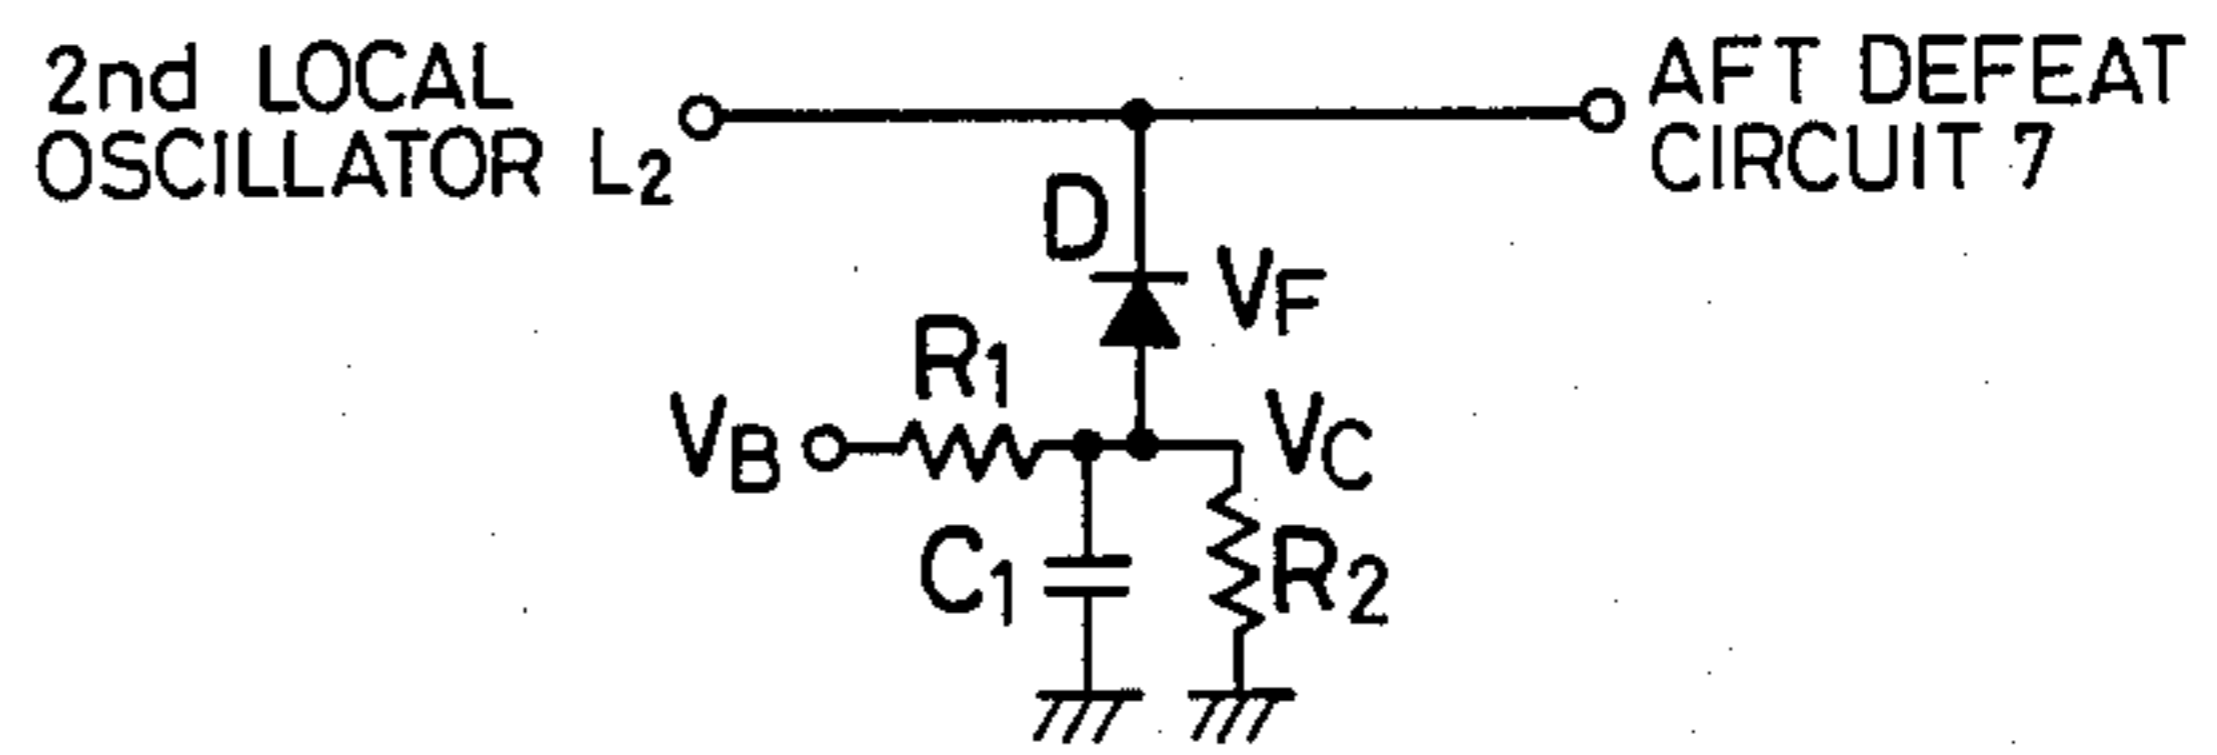 2nd LOCAL
OSCILLATOR L2
AFT DEFEAT
CIRCUIT 7
D
VF
R1
VB
VC
C1
R2